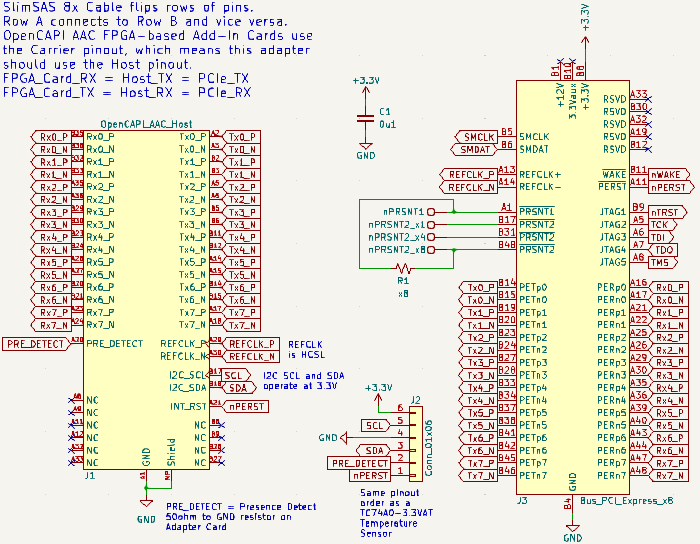 SlimSAS 8x Cable flips rows of pins.
Row A connects to Row B and vice versa.
OpenCAPI AAC FPGA-based Add-In Cards use
the Carrier pinout, which means this adapter
should use the Host pinout.
FPGA_Card_RX = Host_TX = PCIe_TX
FPGA_Card_TX = Host_RX = PCIe_RX
OpenCAPI_AAC_Host
Rx0_P Rx0_P Tx0_P A2 Tx0_P
Rx0_N Rx0_N Tx0_N Tx0_N
Rx1_P Rx1_P Tx1_P Tx1_P
Rx1_N Rx1_N Tx1_N Tx1_N
Rx2_P Rx2_P Tx2_P Tx2_P
Rx2_N Rx2_N Tx2_N Tx2_N
Rx3_P Rx3_P Tx3_P Tx3_P
Rx3_N Rx3_N Tx3_N Tx3_N
Rx4_P Rx4_P Tx4_P Tx4_P
Rx4_N Rx4_N Tx4_N Tx4_N
Rx5_P Rx5_P Tx5_P Tx5_P
Rx5_N Rx5_N Tx5_N Tx5_N
Rx6_P Rx6_P Tx6_P Tx6_P
Rx6_N Rx6_N Tx6_N Tx6_N
Rx7_P Rx7_P Tx7_P Tx7_P
Rx7_N Rx7_N Tx7_N Tx7_N
PRE_DETECT PRE_DETECT REFCLK_P REFCLK_P
REFCLK_N REFCLK_N
REFCLK
is HCSL
I2C_SCL SCL
I2C_SDA SDA
I2C SCL and SDA
operate at 3.3V
INT_RST nPERST
NC
NC NC
NC NC
NC NC
NC NC
NC
J1
GND
Shield
GND
PRE_DETECT = Presence Detect
50ohm to GND resistor on
Adapter Card
+3.3V
C1
0u1
GND
nPRSNT1
nPRSNT2_x1
nPRSNT2_x4
nPRSNT2_x8
R1
x8
+3.3V
J2
6
SCL 5
GND 4
SDA 3
PRE_DETECT 2
nPERST 1
Conn_01x06
Same pinout
order as a
TC74A0-3.3VAT
Temperature
Sensor
+3.3V
B1 B10 B8
+12V
3.3Vaux
+3.3V
RSVD A33
RSVD B30
RSVD A32
RSVD A19
RSVD B12
SMCLK B5 SMCLK
SMDAT B6 SMDAT
REFCLK_P A13 REFCLK+ WAKE B11 nWAKE
REFCLK_N A14 REFCLK- PERST A11 nPERST
A1 PRSNT1 JTAG1 B9 nTRST
B17 PRSNT2 JTAG2 A5 TCK
B31 PRSNT2 JTAG3 A6 TDI
B48 PRSNT2 JTAG4 A7 TDO
JTAG5 A8 TMS
Tx0_P B14 PETp0 PERp0 A16 Rx0_P
Tx0_N B15 PETn0 PERn0 A17 Rx0_N
Tx1_P B19 PETp1 PERp1 A21 Rx1_P
Tx1_N B20 PETn1 PERn1 A22 Rx1_N
Tx2_P B23 PETp2 PERp2 A25 Rx2_P
Tx2_N B24 PETn2 PERn2 A26 Rx2_N
Tx3_P B27 PETp3 PERp3 A29 Rx3_P
Tx3_N B28 PETn3 PERn3 A30 Rx3_N
Tx4_P B33 PETp4 PERp4 A35 Rx4_P
Tx4_N B34 PETn4 PERn4 A36 Rx4_N
Tx5_P B37 PETp5 PERp5 A39 Rx5_P
Tx5_N B38 PETn5 PERn5 A40 Rx5_N
Tx6_P B41 PETp6 PERp6 A43 Rx6_P
Tx6_N B42 PETn6 PERn6 A44 Rx6_N
Tx7_P B45 PETp7 PERp7 A47 Rx7_P
Tx7_N B46 PETn7 PERn7 A48 Rx7_N
GND
J3 B4 Bus_PCI_Express_x8
GND